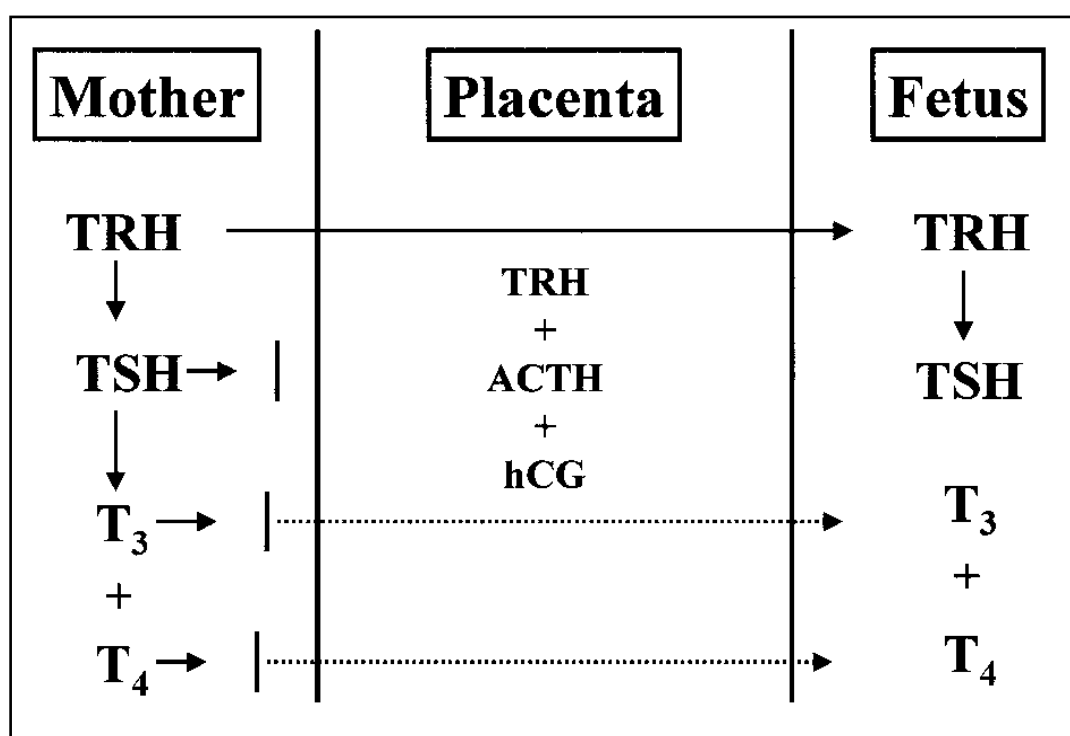 Mother Placenta Fetus
TRH TRH
TRH
+
TSH ACTH TSH
+
hCG
T₃ T₃
+ +
T₄ T₄